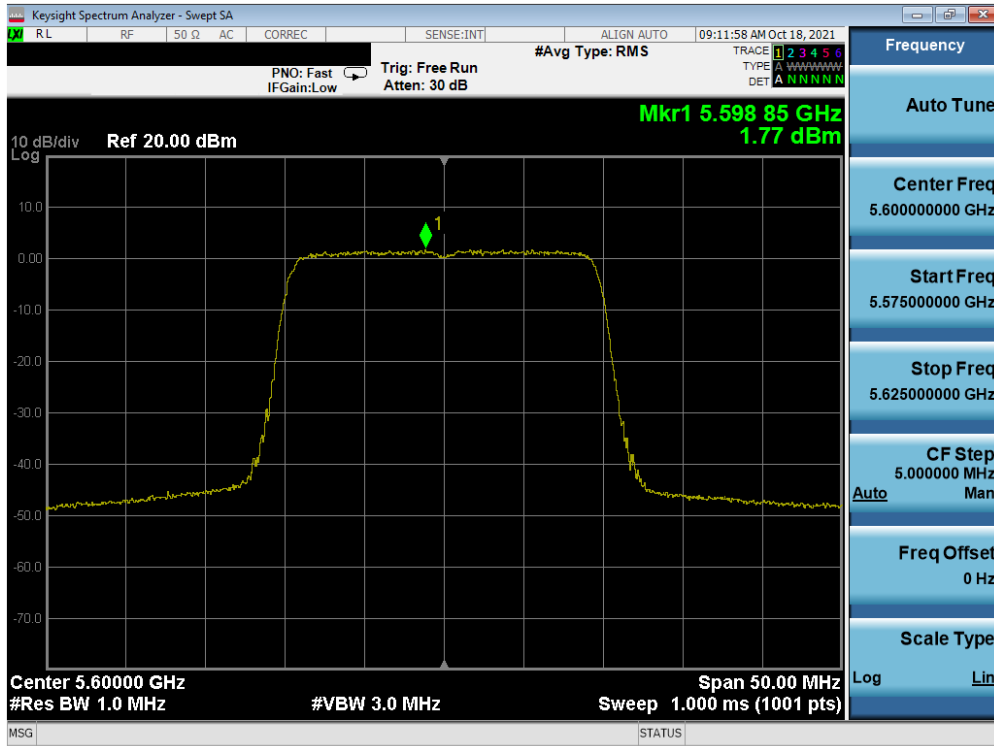 Keysight Spectrum Analyzer - Swept SA
LXI RL RF 50 Ω AC CORREC SENSE:INT ALIGN AUTO 09:11:58 AM Oct 18, 2021
#Avg Type: RMS
TRACE 1 2 3 4 5 6
PNO: Fast Trig: Free Run TYPE A WWWWW
IFGain:Low Atten: 30 dB DET A N N N N N
Mkr1 5.598 85 GHz
1.77 dBm
10 dB/div Ref 20.00 dBm
Log
1
10.0
0.00
-10.0
-20.0
-30.0
-40.0
-50.0
-60.0
-70.0
Center 5.60000 GHz Span 50.00 MHz
#Res BW 1.0 MHz #VBW 3.0 MHz Sweep 1.000 ms (1001 pts)
MSG STATUS
Frequency
Auto Tune
Center Freq
5.600000000 GHz
Start Freq
5.575000000 GHz
Stop Freq
5.625000000 GHz
CF Step
5.000000 MHz
Auto Man
Freq Offset
0 Hz
Scale Type
Log Lin